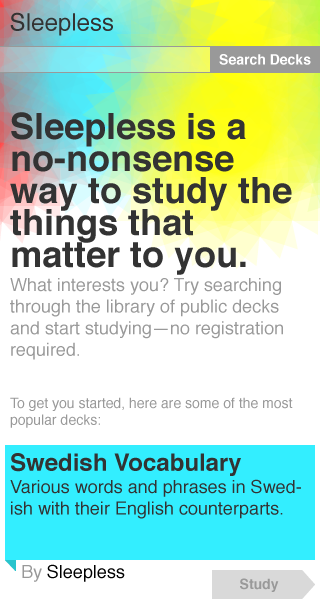 Sleepless
Search Decks
Sleepless is a
no-nonsense
way to study the
things that
matter to you.
What interests you? Try searching
through the library of public decks
and start studying—no registration
required.
To get you started, here are some of the most
popular decks:
Swedish Vocabulary
Various words and phrases in Swed-
ish with their English counterparts.
By Sleepless
Study